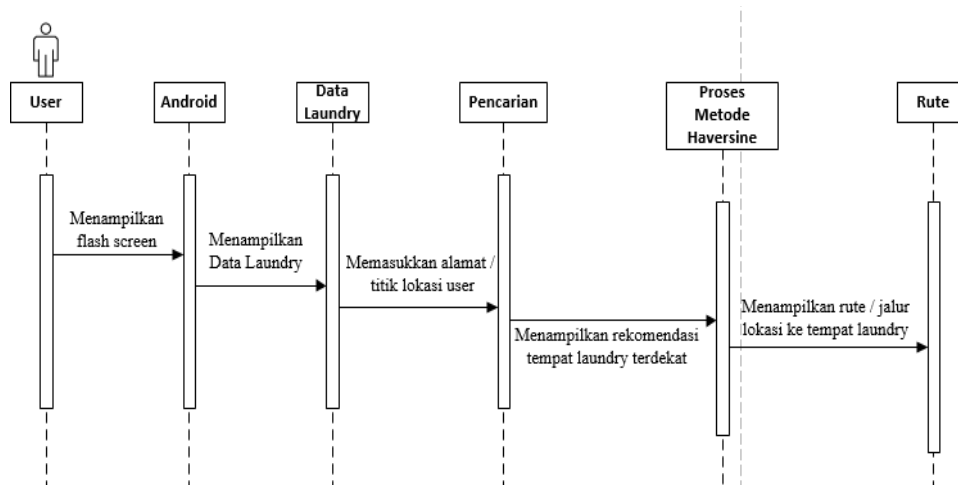 User
Android
Data
Laundry
Pencarian
Proses
Metode
Haversine
Rute
Menampilkan
flash screen
Menampilkan
Data Laundry
Memasukkan alamat /
titik lokasi user
Menampilkan rekomendasi
tempat laundry terdekat
Menampilkan rute / jalur
lokasi ke tempat laundry